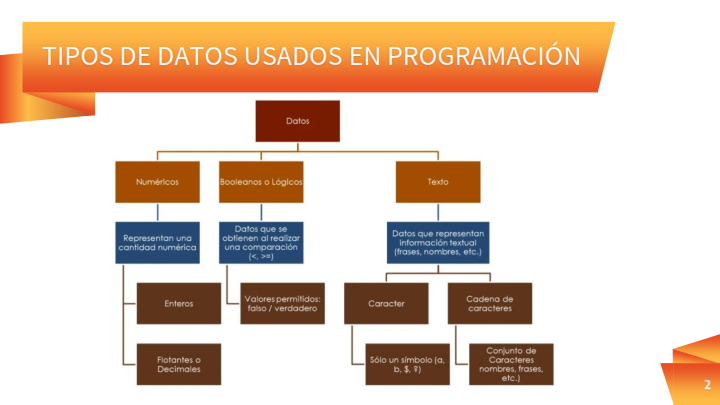 TIPOS DE DATOS USADOS EN PROGRAMACIÓN
Datos
Numéricos
Booleanos o Lógicos
Texto
Representan una
cantidad numérica
Datos que se
obtienen al realizar
una comparación
(<, >=)
Datos que representan
información textual
(frases, nombres, etc.)
Enteros
Valores permitidos:
falso / verdadero
Caracter
Cadena de
caracteres
Flotantes o
Decimales
Sólo un símbolo (a,
b, $, ?)
Conjunto de
Caracteres
nombres, frases,
etc.)
2